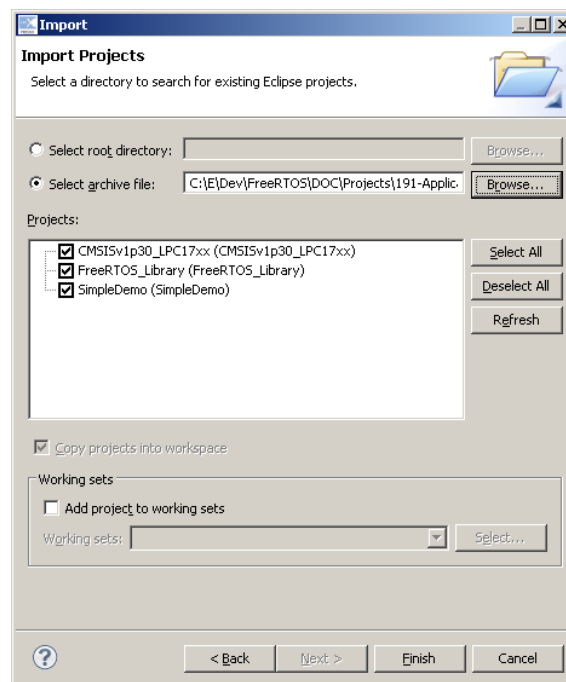 Import
Import Projects
Select a directory to search for existing Eclipse projects.
Select root directory:
Browse...
Select archive file:
C:\E\Dev\FreeRTOS\DOC\Projects\191-Applic
Browse...
Projects:
CMSISv1p30_LPC17xx (CMSISv1p30_LPC17xx)
FreeRTOS_Library (FreeRTOS_Library)
SimpleDemo (SimpleDemo)
Select All
Deselect All
Refresh
Copy projects into workspace
Working sets
Add project to working sets
Working sets:
Select...
?
< Back
Next >
Finish
Cancel